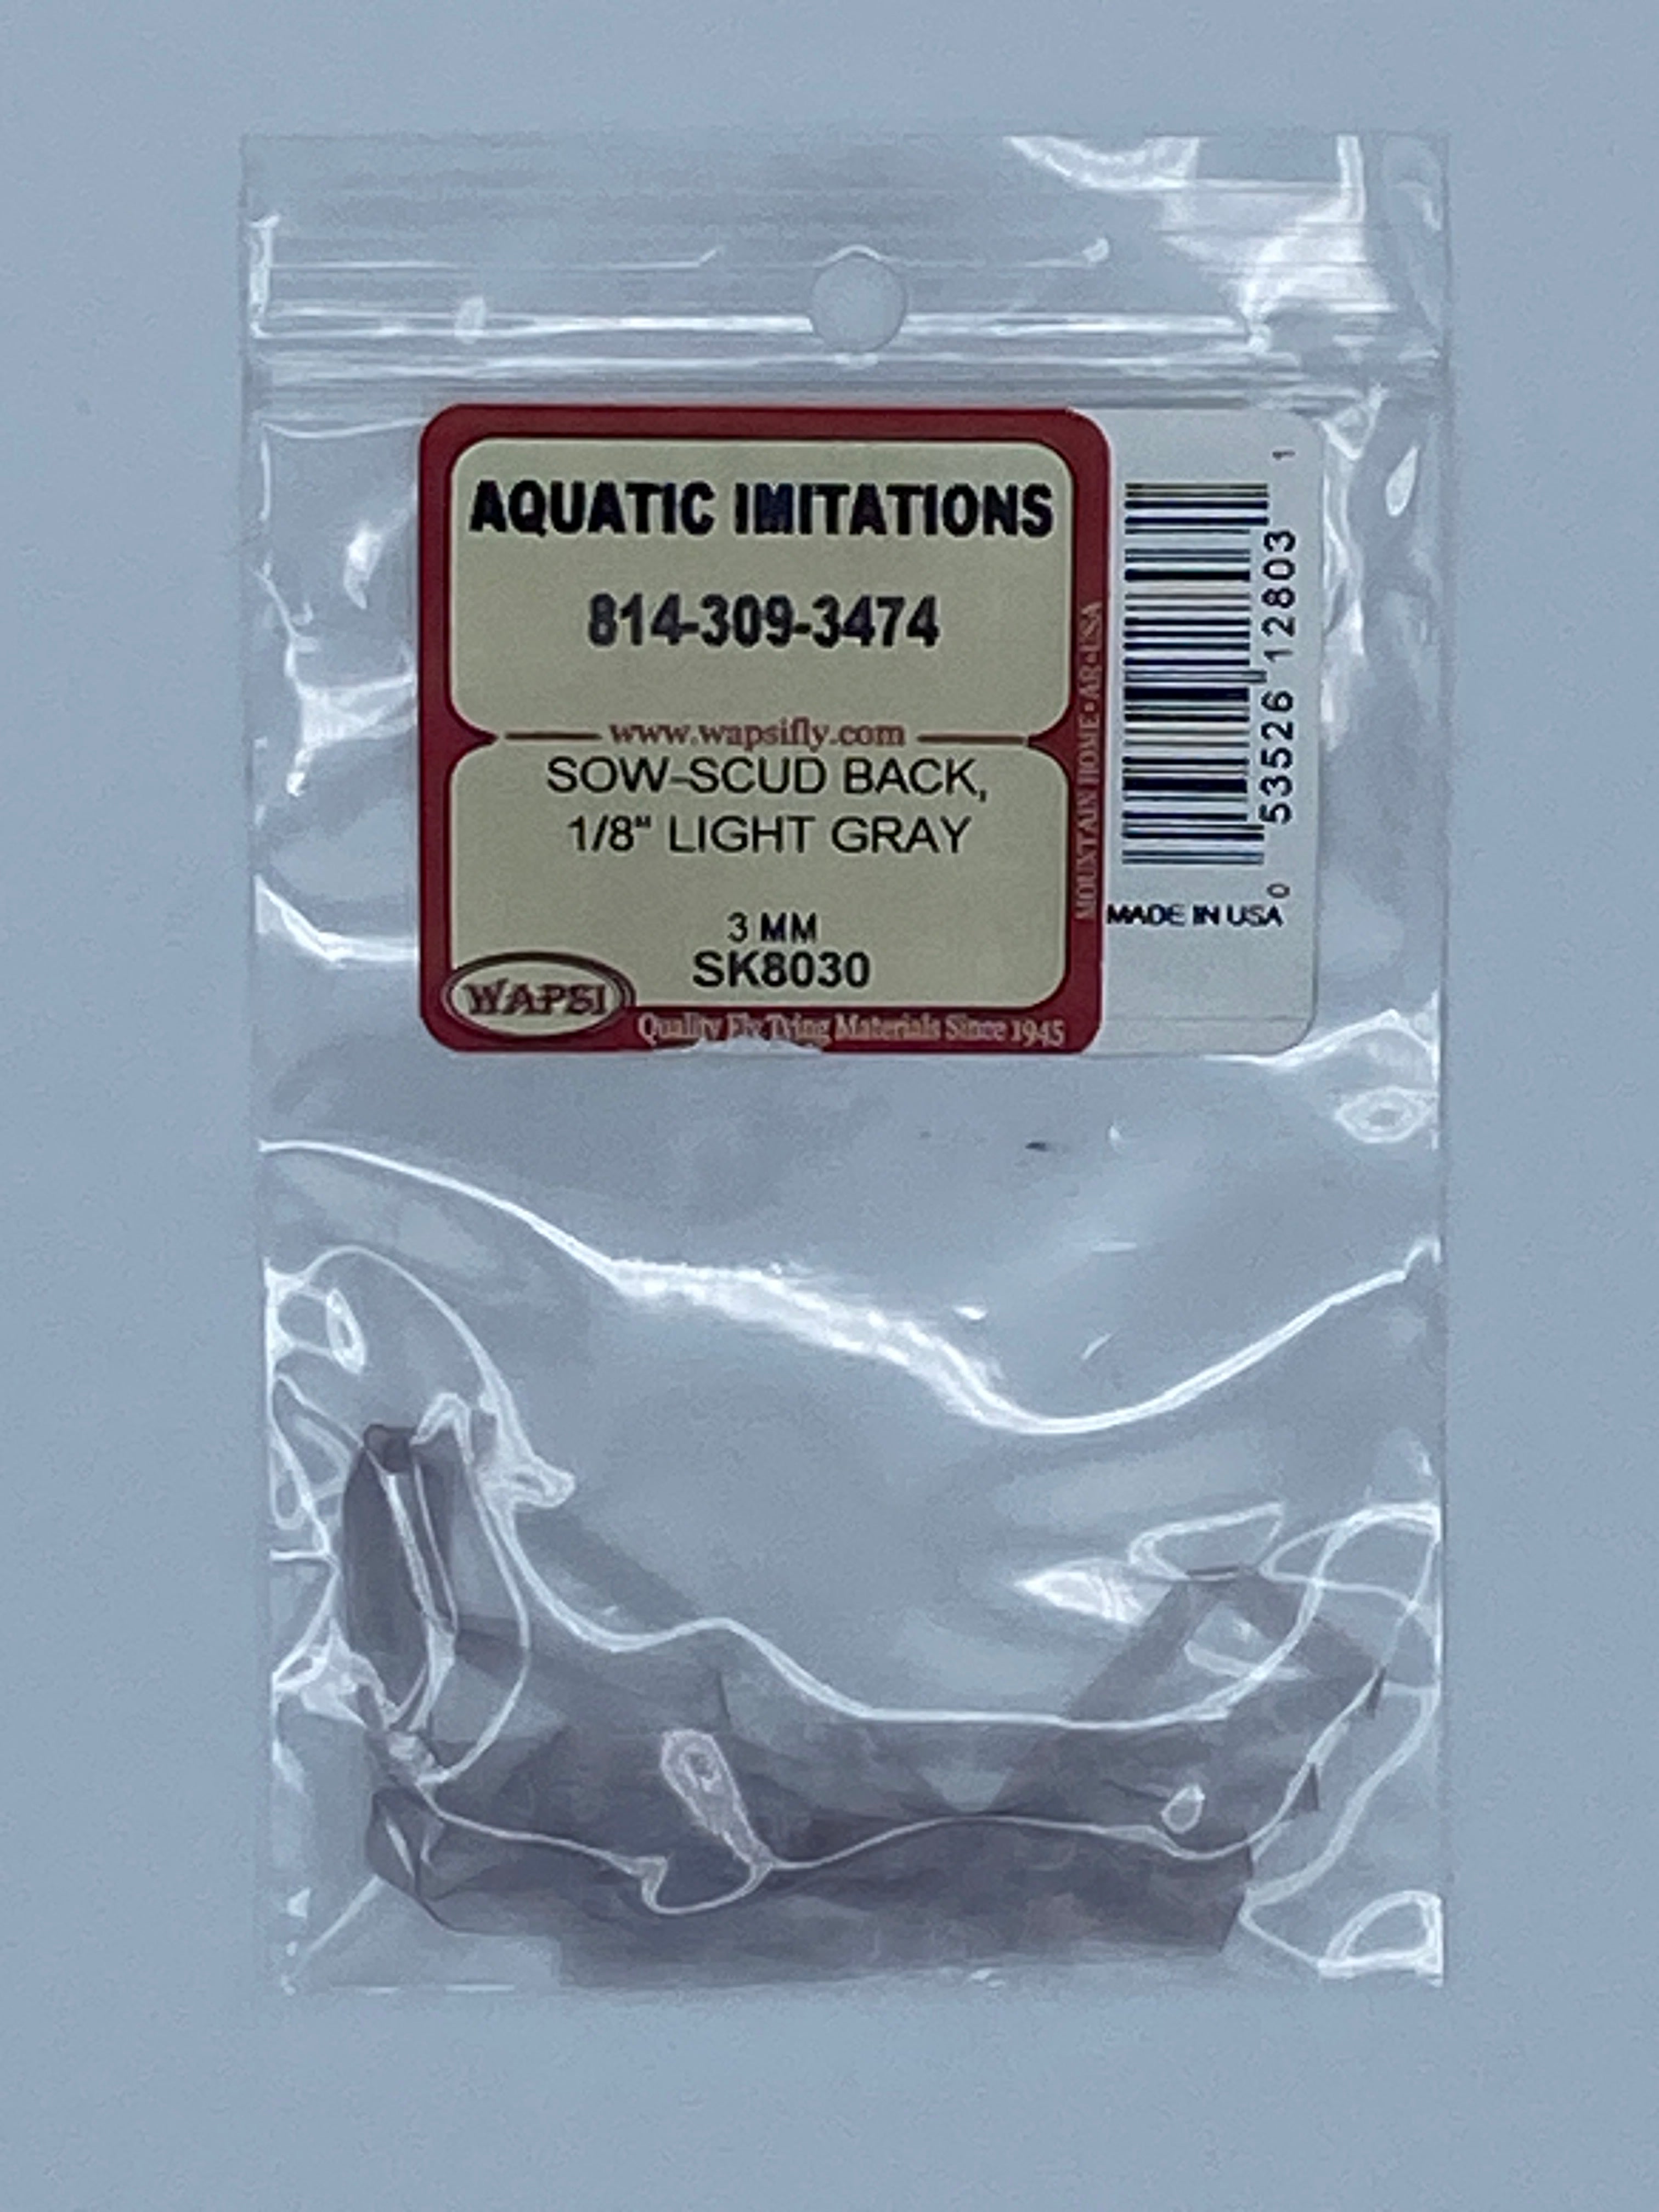 AQUATIC IMITATIONS
814-309-3474
www.wapsifly.com
SOW-SCUD BACK,
1/8" LIGHT GRAY
3 MM
SK8030
WAPSI
Quality Fly Tying Materials Since 1945
MOUNTAIN HOME • AR • USA
0 53526 12803 1
MADE IN USA